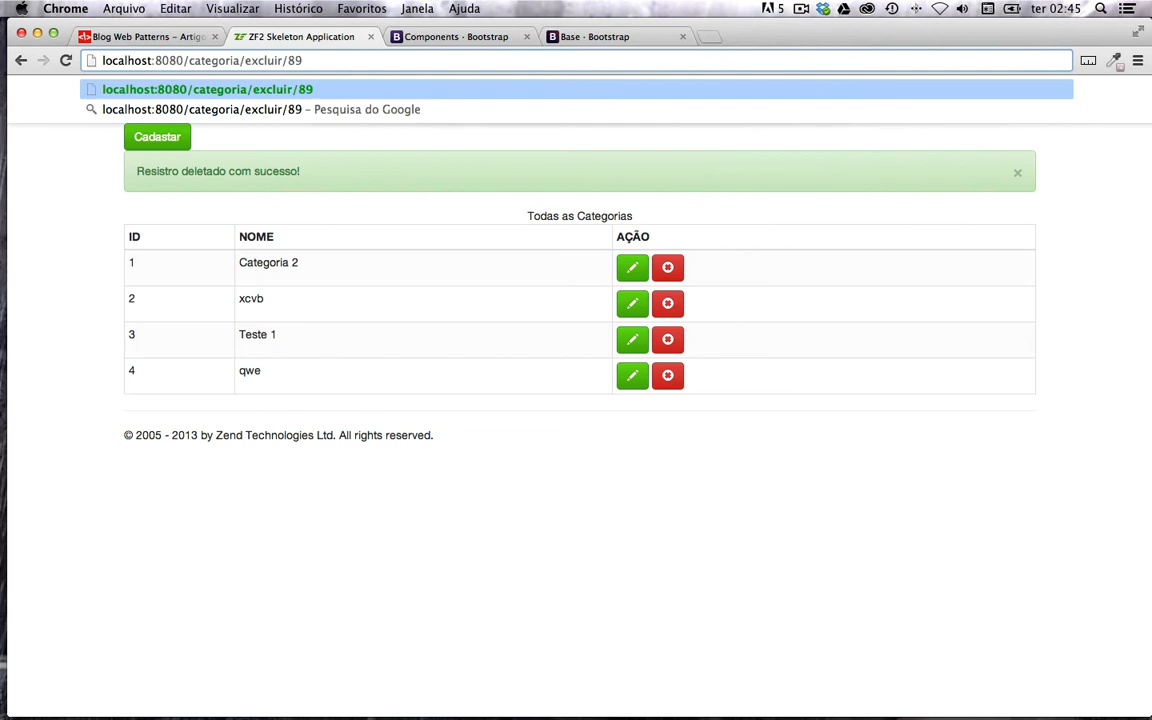 Chrome Arquivo Editar Visualizar Histórico Favoritos Janela Ajuda 5 ter 02:45
Blog Web Patterns – Artigo ZF2 Skeleton Application Components · Bootstrap Base · Bootstrap
localhost:8080/categoria/excluir/89
localhost:8080/categoria/excluir/89
localhost:8080/categoria/excluir/89 – Pesquisa do Google
Cadastar
Resistro deletado com sucesso! ×
Todas as Categorias
ID NOME AÇÃO
1 Categoria 2
2 xcvb
3 Teste 1
4 qwe
© 2005 - 2013 by Zend Technologies Ltd. All rights reserved.